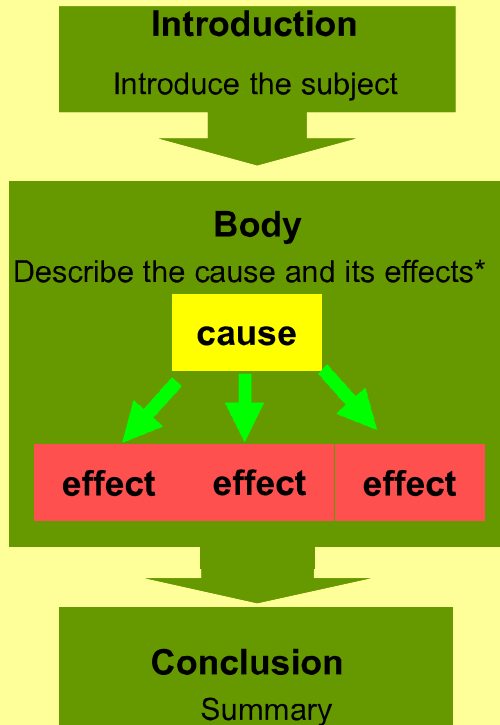 Introduction
Introduce the subject
Body
Describe the cause and its effects*
cause
effect effect effect
Conclusion
Summary